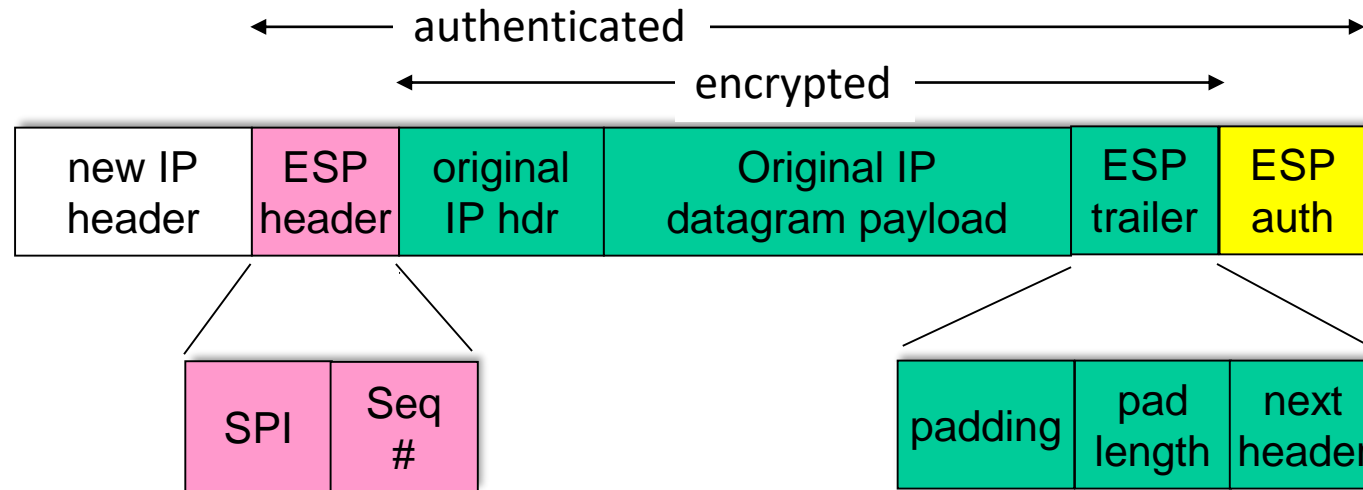 authenticated
encrypted
new IP
header
ESP
header
original
IP hdr
Original IP
datagram payload
ESP
trailer
ESP
auth
SPI
Seq
#
padding
pad
length
next
header